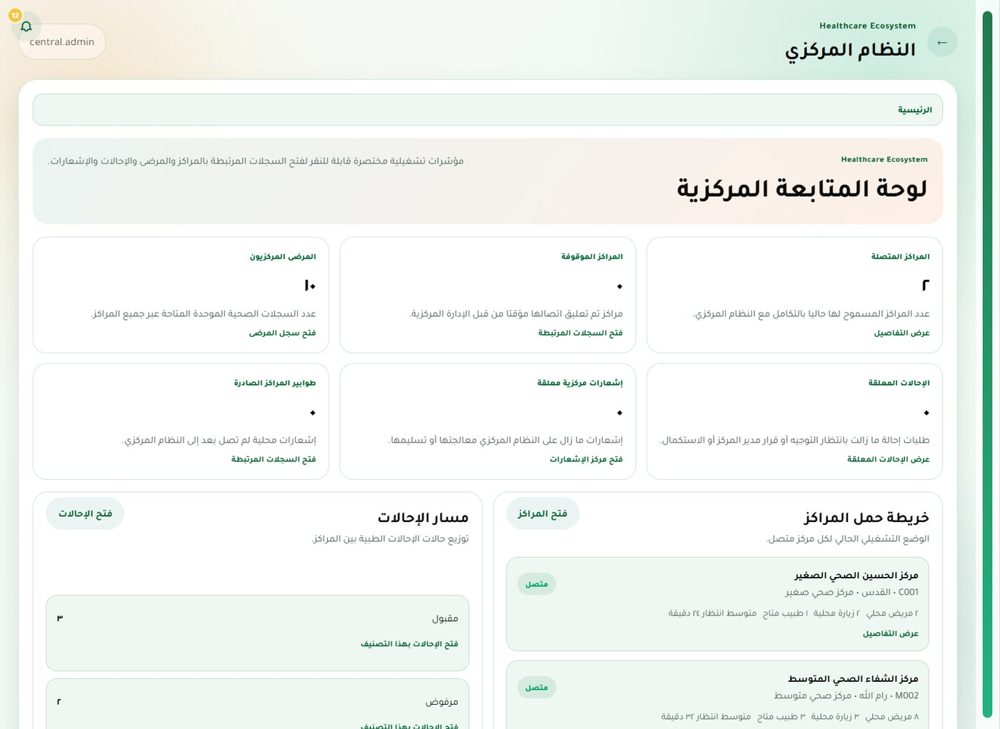 Healthcare Ecosystem
←
النظام المركزي
12
central.admin
الرئيسية
Healthcare Ecosystem
لوحة المتابعة المركزية
مؤشرات تشغيلية مختصرة قابلة للنقر لفتح السجلات المرتبطة بالمراكز والمرضى والإحالات والإشعارات.
المراكز المتصلة
٢
عدد المراكز المسموح لها حاليا بالتكامل مع النظام المركزي.
عرض التفاصيل
المراكز الموقوفة
٠
مراكز تم تعليق اتصالها مؤقتا من قبل الإدارة المركزية.
فتح السجلات المرتبطة
المرضى المركزيون
١٠
عدد السجلات الصحية الموحدة المتاحة عبر جميع المراكز.
فتح سجل المرضى
الإحالات المعلقة
٠
طلبات إحالة ما زالت بانتظار التوجيه أو قرار مدير المركز أو الاستكمال.
عرض الإحالات المعلقة
إشعارات مركزية معلقة
٠
إشعارات ما زال على النظام المركزي معالجتها أو تسليمها.
فتح مركز الإشعارات
طوابير المراكز الصادرة
٠
إشعارات محلية لم تصل بعد إلى النظام المركزي.
فتح السجلات المرتبطة
خريطة حمل المراكز
فتح المراكز
الوضع التشغيلي الحالي لكل مركز متصل.
مركز الحسين الصحي الصغير
متصل
C001 • القدس • مركز صحي صغير
٢ مريض محلي ٢ زيارة محلية ١ طبيب متاح متوسط انتظار ٢٤ دقيقة
عرض التفاصيل
مركز الشفاء الصحي المتوسط
متصل
M002 • رام الله • مركز صحي متوسط
٨ مريض محلي ٣ زيارة محلية ٣ طبيب متاح متوسط انتظار ٣٢ دقيقة
مسار الإحالات
فتح الإحالات
توزيع حالات الإحالات الطبية بين المراكز.
مقبول ٣
فتح الإحالات بهذا التصنيف
مرفوض ٢
فتح الإحالات بهذا التصنيف